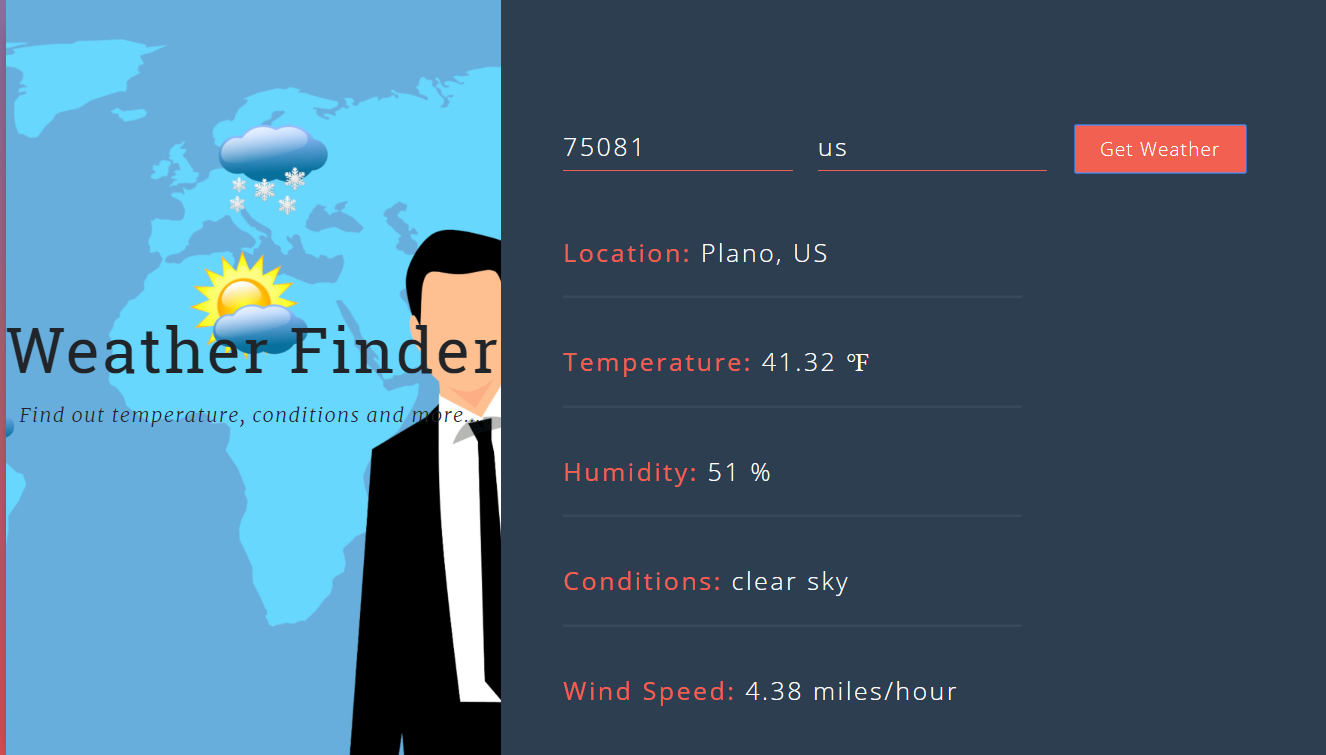 Weather Finder
Find out temperature, conditions and more...
75081
us
Get Weather
Location: Plano, US
Temperature: 41.32 ℉
Humidity: 51 %
Conditions: clear sky
Wind Speed: 4.38 miles/hour